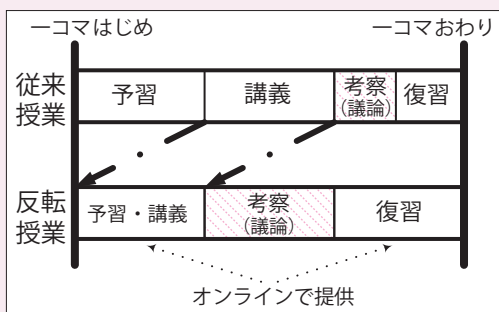 一コマはじめ
一コマおわり
従来
授業
予習
講義
考察
(議論)
復習
反転
授業
予習・講義
考察
(議論)
復習
オンラインで提供